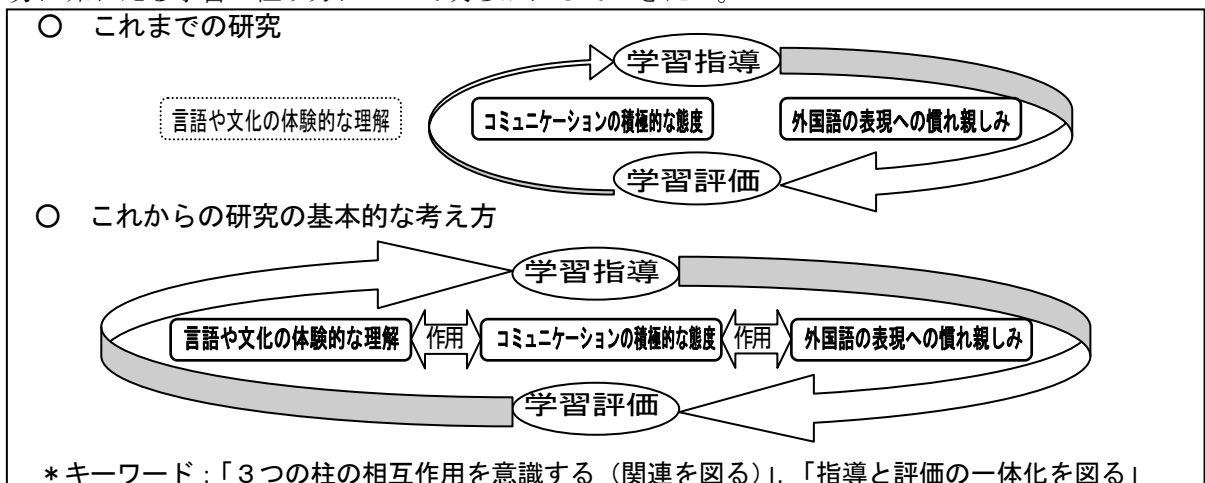 ○　これまでの研究
学習指導
言語や文化の体験的な理解
コミュニケーションの積極的な態度
外国語の表現への慣れ親しみ
学習評価
○　これからの研究の基本的な考え方
学習指導
言語や文化の体験的な理解
作用
コミュニケーションの積極的な態度
作用
外国語の表現への慣れ親しみ
学習評価
＊キーワード：「３つの柱の相互作用を意識する（関連を図る）」，「指導と評価の一体化を図る」